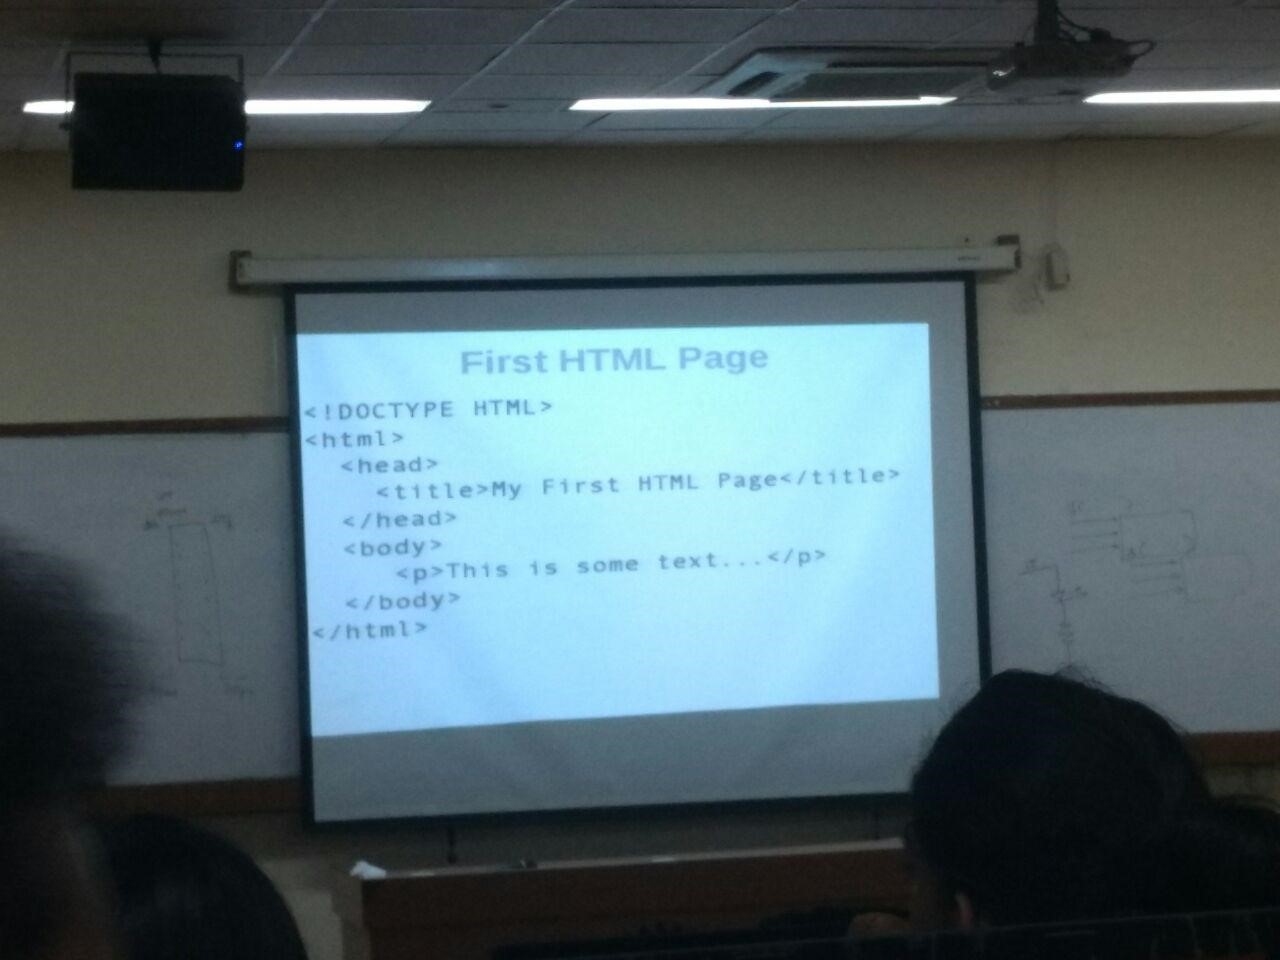 First HTML Page
<!DOCTYPE HTML>
<html>
<head>
<title>My First HTML Page</title>
</head>
<body>
<p>This is some text...</p>
</body>
</html>